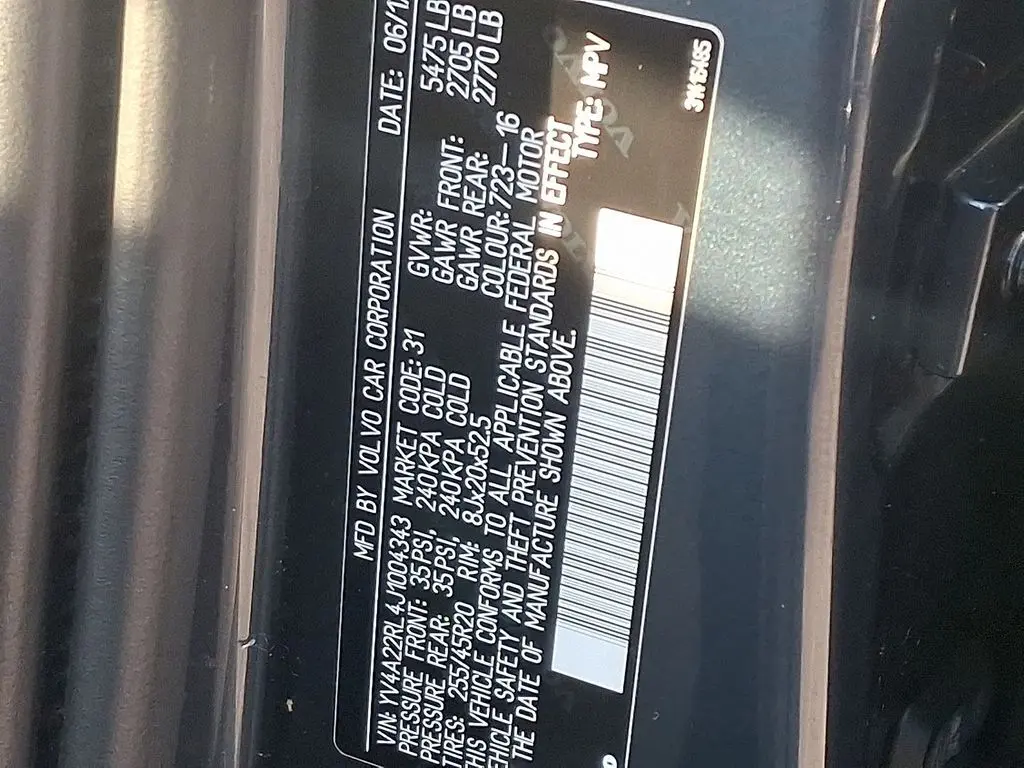 MFD BY VOLVO CAR CORPORATION DATE: 06/1
VIN: YV4A22RL4J1004343 MARKET CODE: 31 GVWR: 5475 LB
PRESSURE FRONT: 35PSI, 240KPA COLD GAWR FRONT: 2705 LB
PRESSURE REAR: 35PSI, 240KPA COLD GAWR REAR: 2770 LB
TIRES: 255/45R20 RIM: 8Jx20x52.5 COLOUR: 723—16
THIS VEHICLE CONFORMS TO ALL APPLICABLE FEDERAL MOTOR
VEHICLE SAFETY AND THEFT PREVENTION STANDARDS IN EFFECT
THE DATE OF MANUFACTURE SHOWN ABOVE. TYPE: MPV